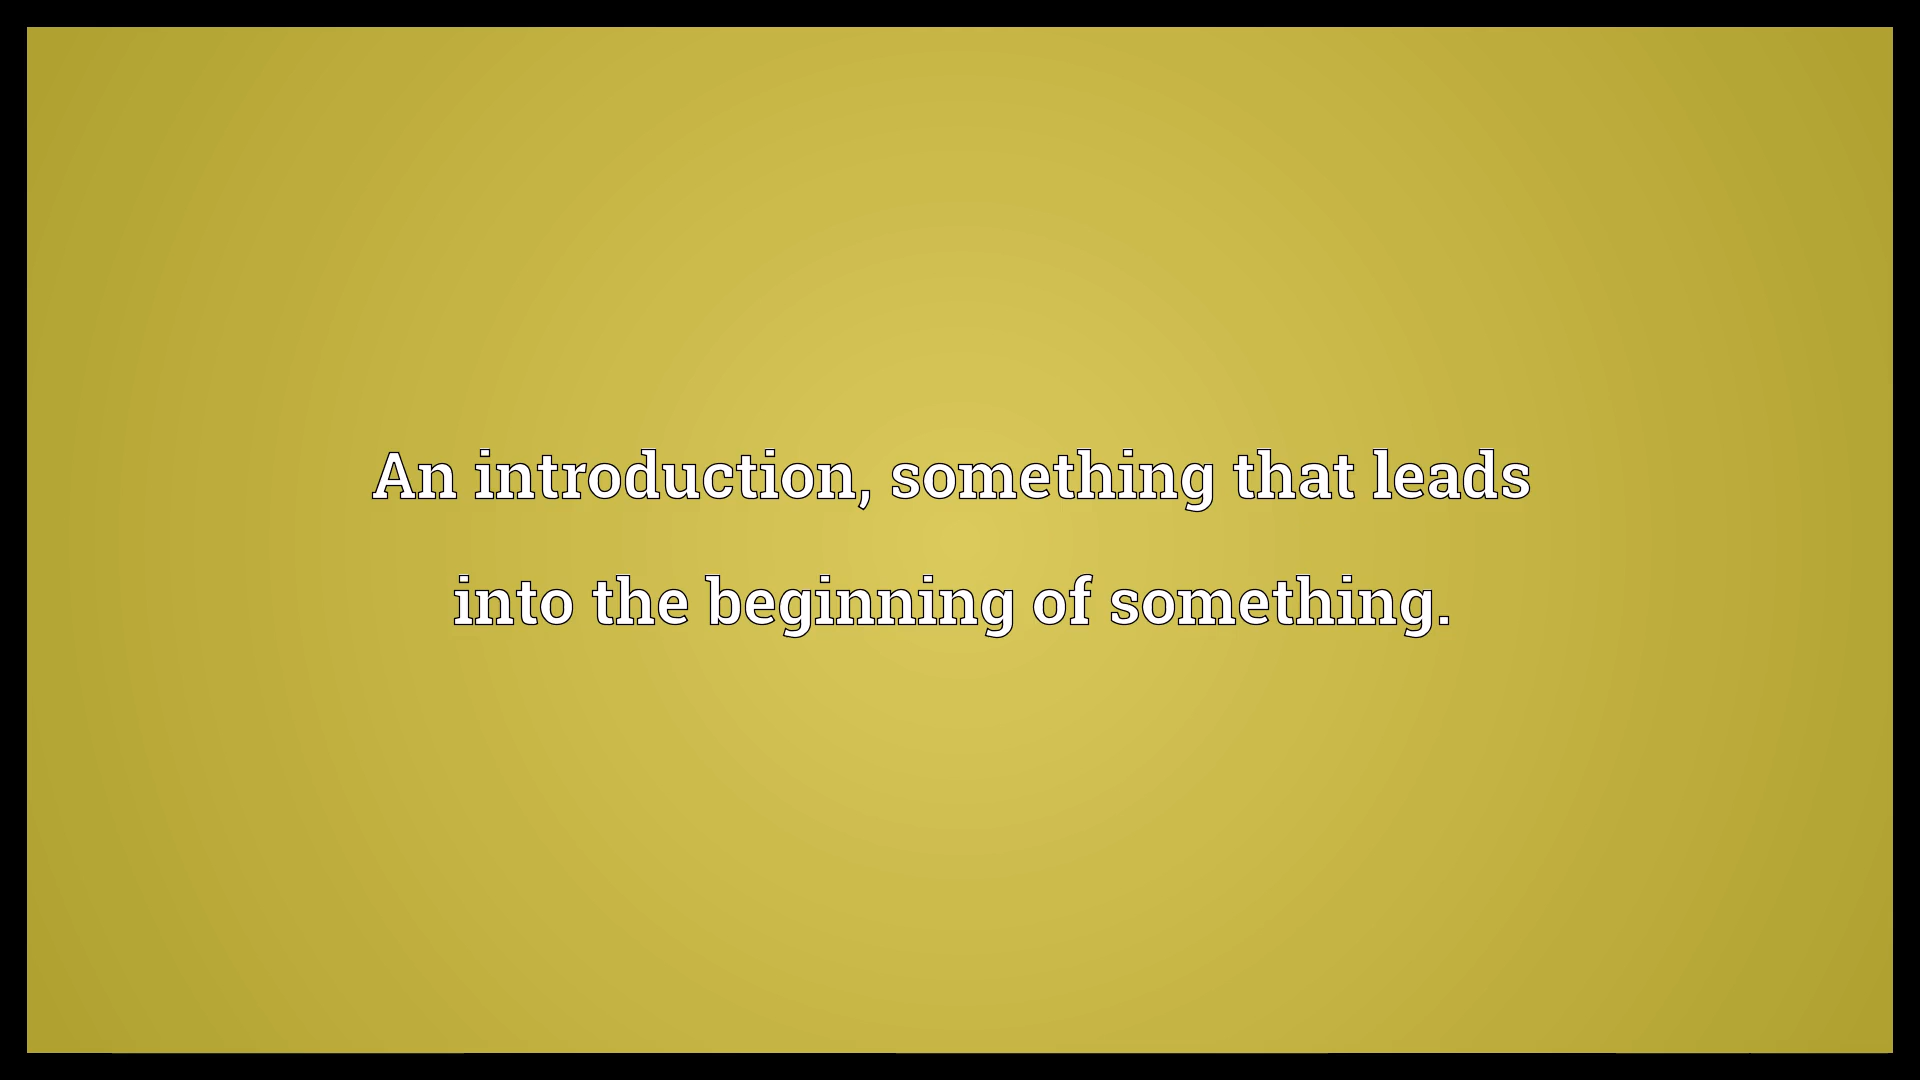 An introduction, something that leads
into the beginning of something.